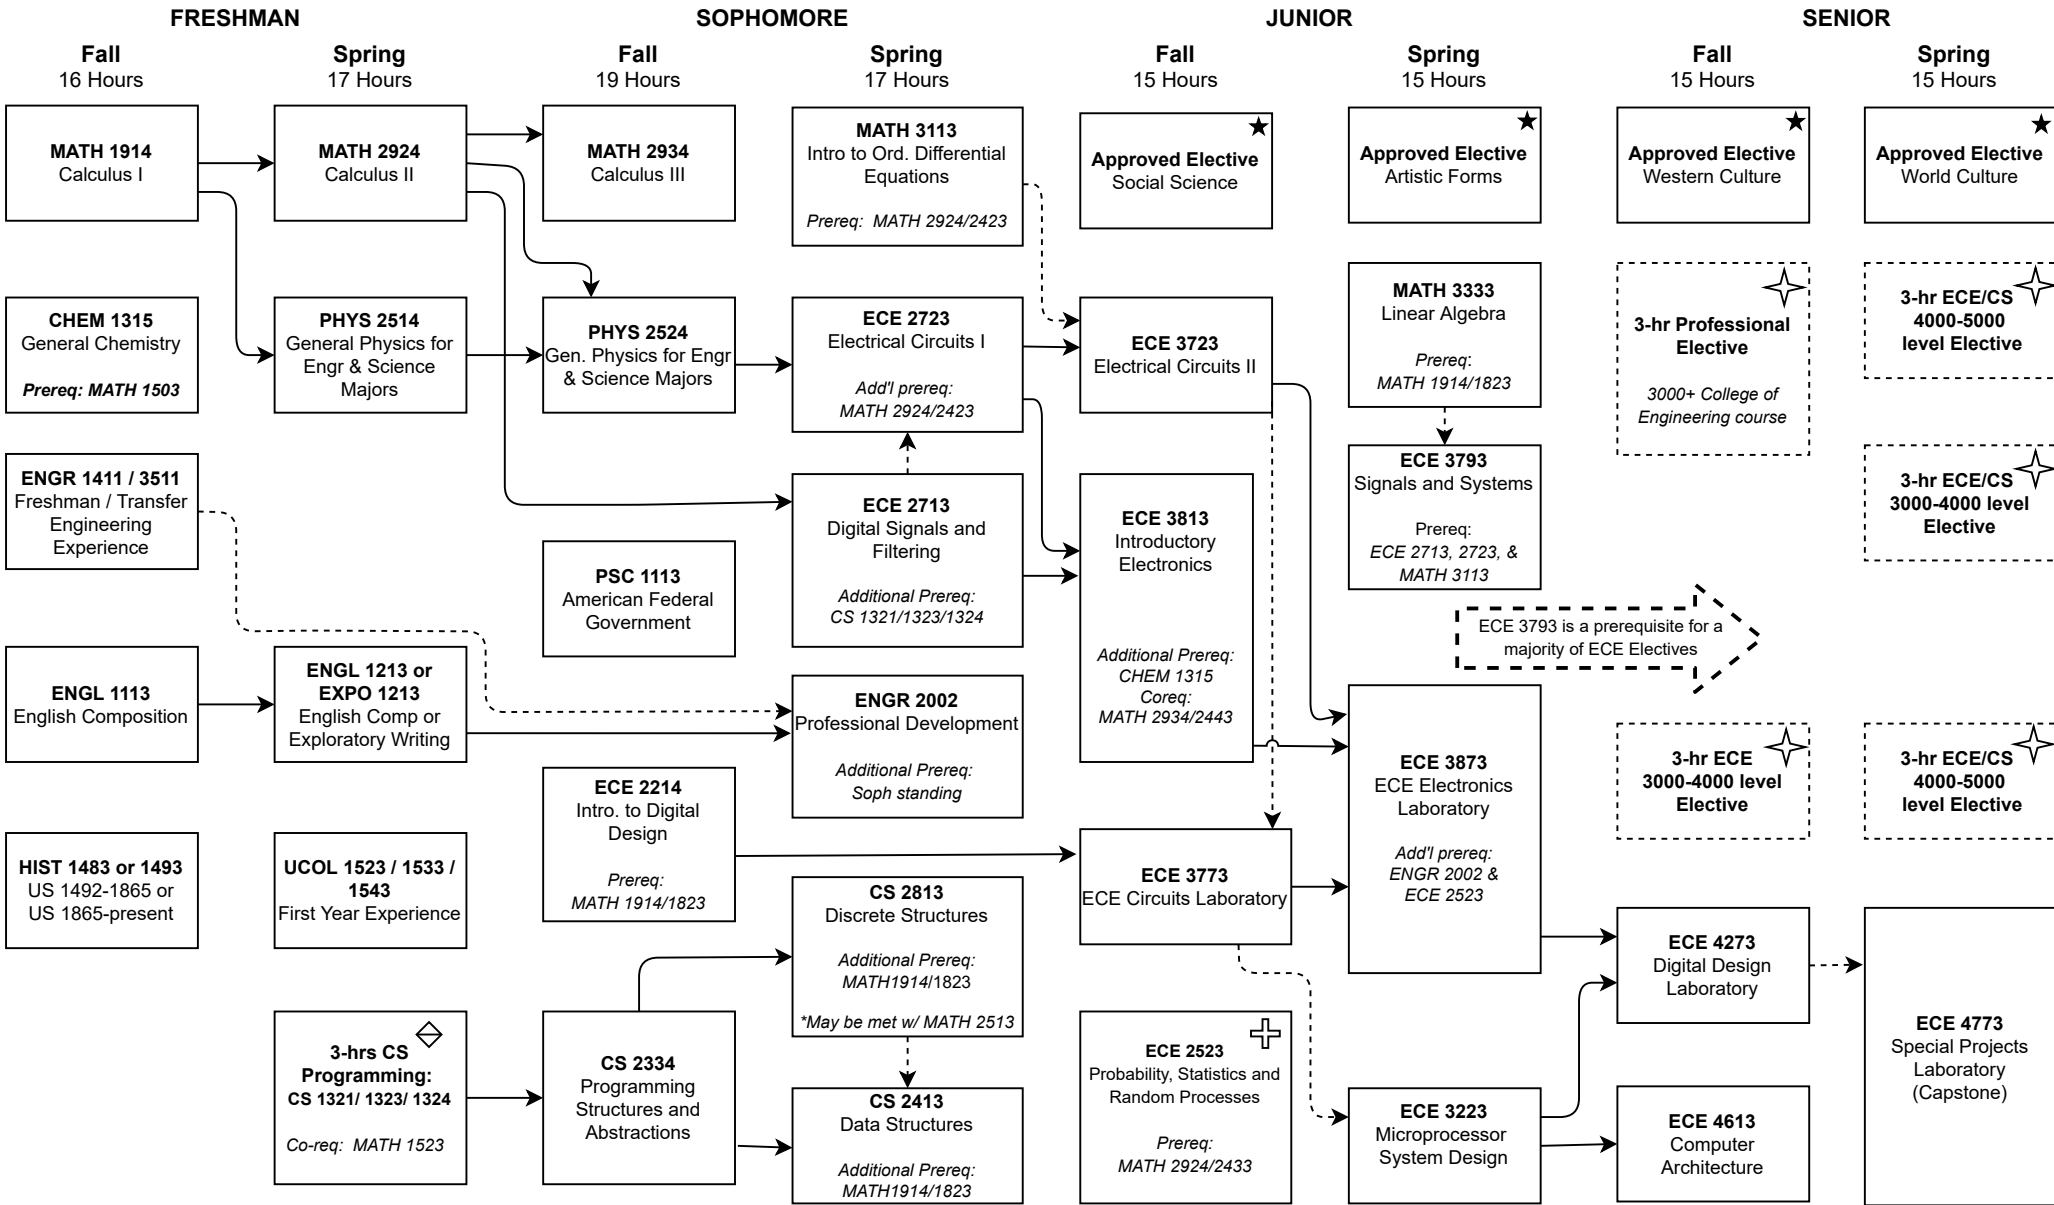 FRESHMAN
SOPHOMORE
JUNIOR
SENIOR
Fall
16 Hours
Spring
17 Hours
Fall
19 Hours
Spring
17 Hours
Fall
15 Hours
Spring
15 Hours
Fall
15 Hours
Spring
15 Hours
MATH 1914
Calculus I
CHEM 1315
General Chemistry
Prereq: MATH 1503
ENGR 1411 / 3511
Freshman / Transfer
Engineering
Experience
ENGL 1113
English Composition
HIST 1483 or 1493
US 1492-1865 or
US 1865-present
MATH 2924
Calculus II
PHYS 2514
General Physics for
Engr & Science
Majors
ENGL 1213 or
EXPO 1213
English Comp or
Exploratory Writing
UCOL 1523 / 1533 /
1543
First Year Experience
3-hrs CS
Programming:
CS 1321/ 1323/ 1324
Co-req: MATH 1523
MATH 2934
Calculus III
PHYS 2524
Gen. Physics for Engr
& Science Majors
PSC 1113
American Federal
Government
ECE 2214
Intro. to Digital
Design
Prereq:
MATH 1914/1823
CS 2334
Programming
Structures and
Abstractions
MATH 3113
Intro to Ord. Differential
Equations
Prereq: MATH 2924/2423
ECE 2723
Electrical Circuits I
Add'l prereq:
MATH 2924/2423
ECE 2713
Digital Signals and
Filtering
Additional Prereq:
CS 1321/1323/1324
ENGR 2002
Professional Development
Additional Prereq:
Soph standing
CS 2813
Discrete Structures
Additional Prereq:
MATH1914/1823
*May be met w/ MATH 2513
CS 2413
Data Structures
Additional Prereq:
MATH1914/1823
Approved Elective
Social Science
ECE 3723
Electrical Circuits II
ECE 3813
Introductory
Electronics
Additional Prereq:
CHEM 1315
Coreq:
MATH 2934/2443
ECE 3773
ECE Circuits Laboratory
ECE 2523
Probability, Statistics and
Random Processes
Prereq:
MATH 2924/2433
Approved Elective
Artistic Forms
MATH 3333
Linear Algebra
Prereq:
MATH 1914/1823
ECE 3793
Signals and Systems
Prereq:
ECE 2713, 2723, &
MATH 3113
ECE 3793 is a prerequisite for a
majority of ECE Electives
ECE 3873
ECE Electronics
Laboratory
Add'l prereq:
ENGR 2002 &
ECE 2523
ECE 3223
Microprocessor
System Design
Approved Elective
Western Culture
3-hr Professional
Elective
3000+ College of
Engineering course
3-hr ECE
3000-4000 level
Elective
ECE 4273
Digital Design
Laboratory
ECE 4613
Computer
Architecture
Approved Elective
World Culture
3-hr ECE/CS
4000-5000
level Elective
3-hr ECE/CS
3000-4000 level
Elective
3-hr ECE/CS
4000-5000
level Elective
ECE 4773
Special Projects
Laboratory
(Capstone)